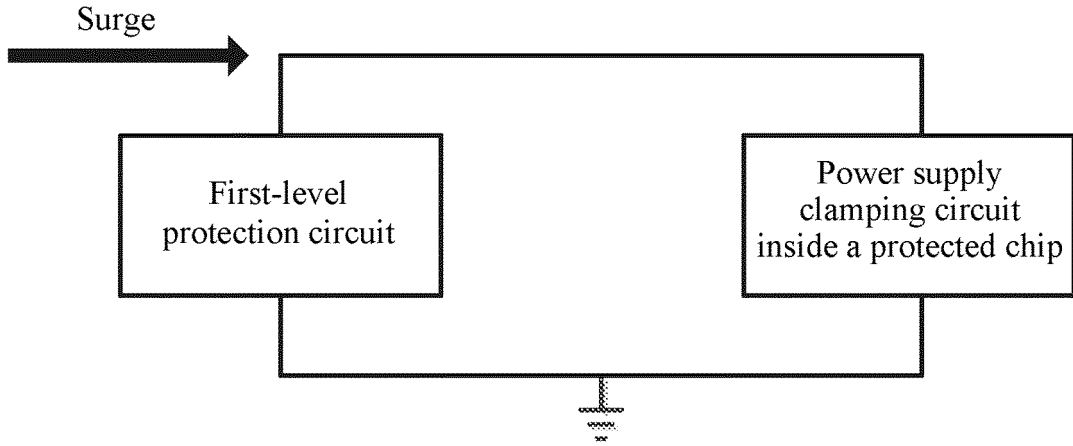 Surge
First-level
protection circuit
Power supply
clamping circuit
inside a protected chip